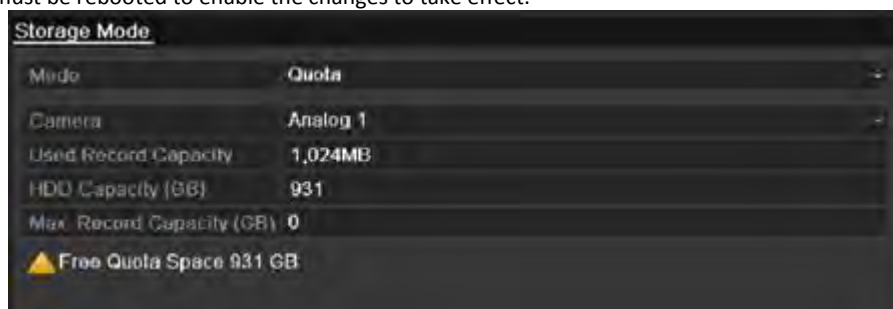 must be rebooted to enable the changes to take effect.
Storage Mode
Mode Quota
Camera Analog 1
Used Record Capacity 1,024MB
HDD Capacity (GB) 931
Max. Record Capacity (GB) 0
Free Quota Space 931 GB